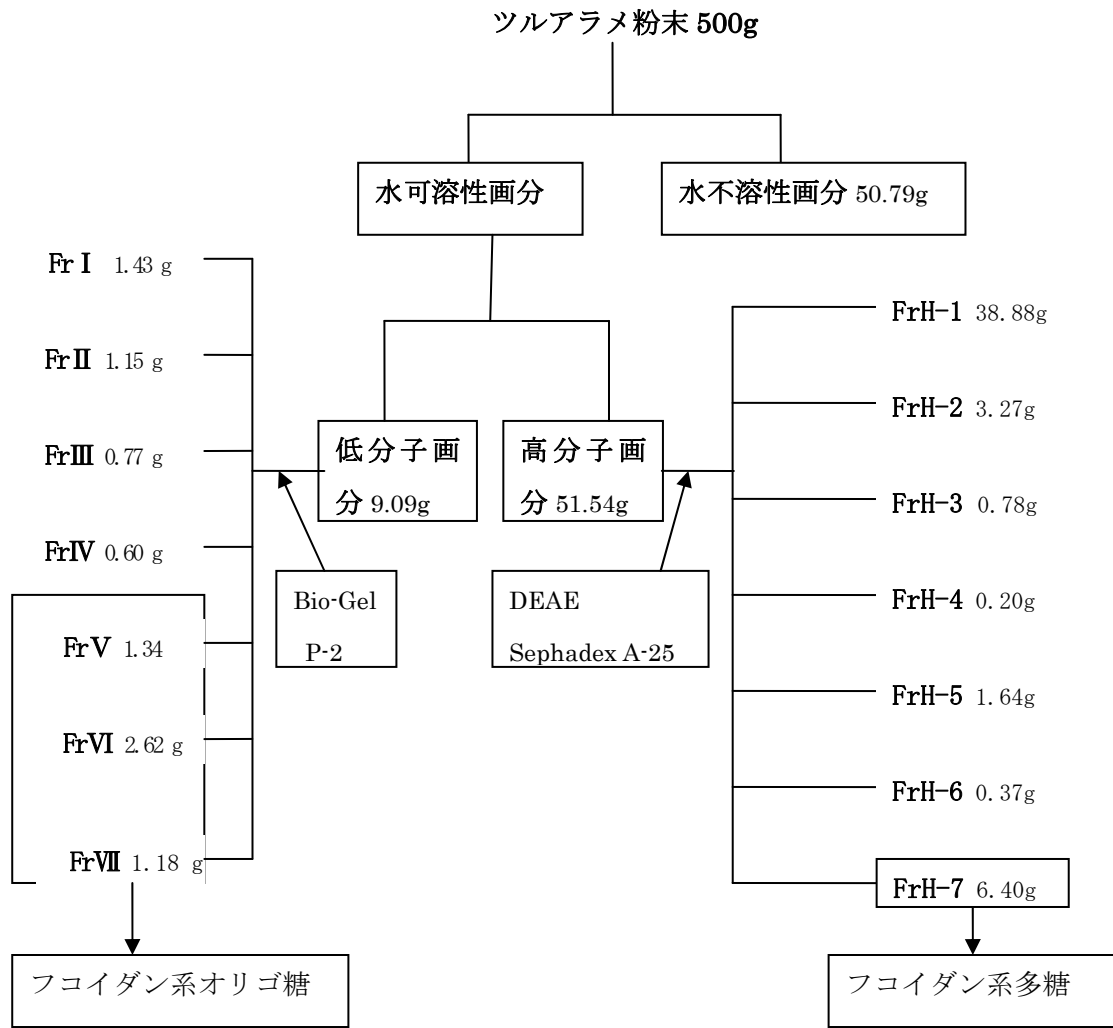 ツルアラメ粉末 500g
水可溶性画分
水不溶性画分 50.79g
FrⅠ 1.43 g
FrⅡ 1.15 g
FrⅢ 0.77 g
FrⅣ 0.60 g
FrⅤ 1.34
FrⅥ 2.62 g
FrⅦ 1.18 g
低分子画
分 9.09g
高分子画
分 51.54g
Bio-Gel
P-2
DEAE
Sephadex A-25
FrH-1 38.88g
FrH-2 3.27g
FrH-3 0.78g
FrH-4 0.20g
FrH-5 1.64g
FrH-6 0.37g
FrH-7 6.40g
フコイダン系オリゴ糖
フコイダン系多糖